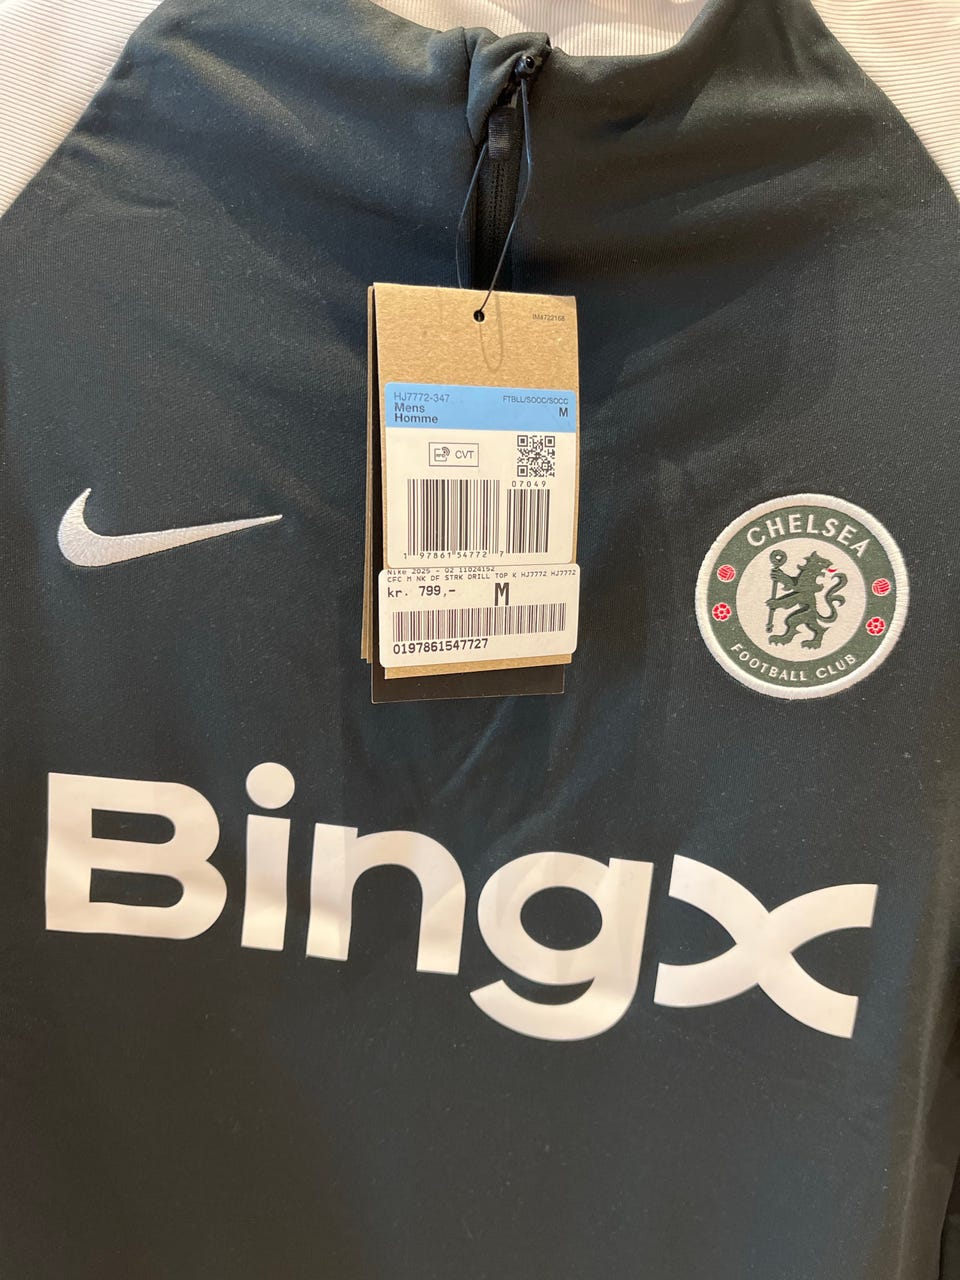 IM4722168
HJ7772-347 FTBLL/SOCC/SOCC
Mens M
Homme
CVT
07049
1 97861 54772 7
Nike 2025 - Q2 11024152
CFC M NK DF STRK DRILL TOP K HJ7772 HJ7772
kr. 799,- M
0197861547727
CHELSEA
FOOTBALL CLUB
Bingx